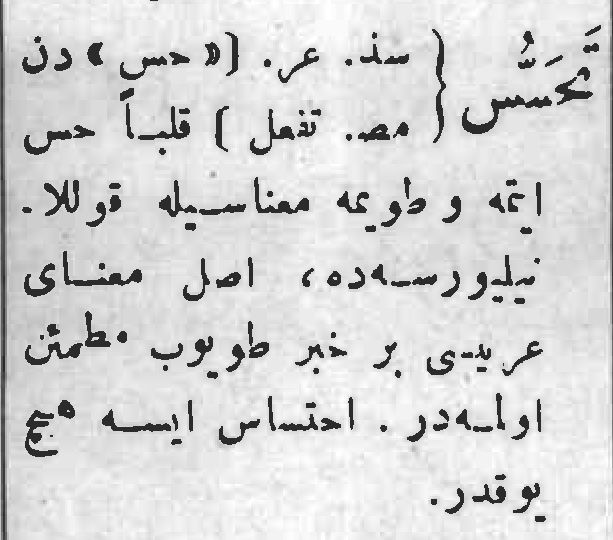 تَحَسُّس { سذ. عر. [ «حس» دن
مصـ. تفعل ] قلباً حس
ایتمه و طویمه معناسیله قوللا-
نیلیورسه‌ده، اصل معنای
عربیسی بر خبر طویوب مطمئن
اولمه‌در. احتساس ایسه هیچ
یوقدر.